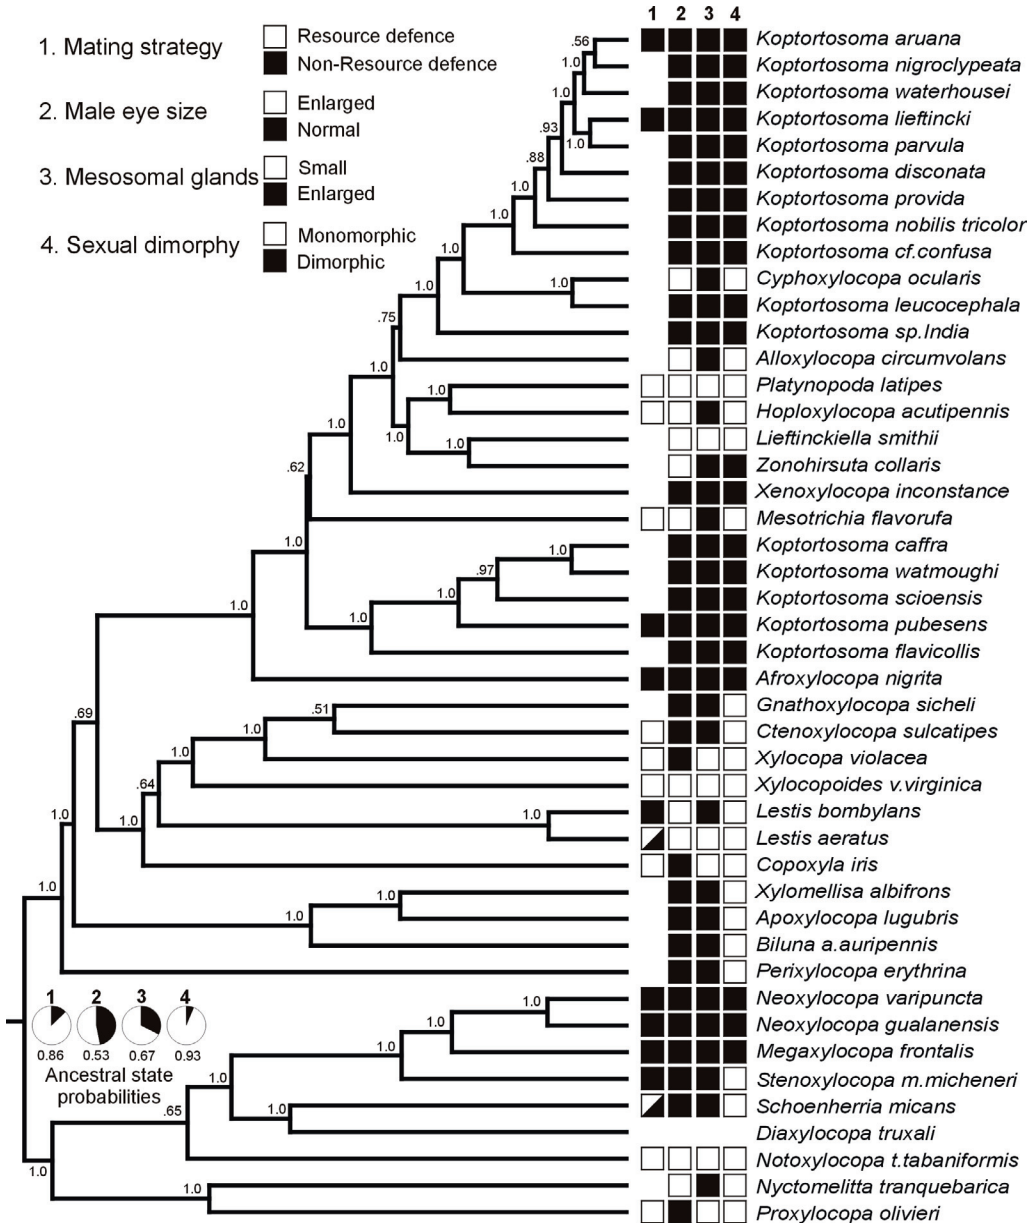 1 2 3 4
1. Mating strategy
Resource defence
Non-Resource defence
2. Male eye size
Enlarged
Normal
3. Mesosomal glands
Small
Enlarged
4. Sexual dimorphy
Monomorphic
Dimorphic
Koptortosoma aruana
Koptortosoma nigroclypeata
Koptortosoma waterhousei
Koptortosoma lieftincki
Koptortosoma parvula
Koptortosoma disconata
Koptortosoma provida
Koptortosoma nobilis tricolor
Koptortosoma cf.confusa
Cyphoxylocopa ocularis
Koptortosoma leucocephala
Koptortosoma sp.India
Alloxylocopa circumvolans
Platynopoda latipes
Hoploxylocopa acutipennis
Lieftinckiella smithii
Zonohirsuta collaris
Xenoxylocopa inconstance
Mesotrichia flavorufa
Koptortosoma caffra
Koptortosoma watmoughi
Koptortosoma scioensis
Koptortosoma pubesens
Koptortosoma flavicollis
Afroxylocopa nigrita
Gnathoxylocopa sicheli
Ctenoxylocopa sulcatipes
Xylocopa violacea
Xylocopoides v.virginica
Lestis bombylans
Lestis aeratus
Copoxyla iris
Xylomellisa albifrons
Apoxylocopa lugubris
Biluna a.auripennis
Perixylocopa erythrina
Neoxylocopa varipuncta
Neoxylocopa gualanensis
Megaxylocopa frontalis
Stenoxylocopa m.micheneri
Schoenherria micans
Diaxylocopa truxali
Notoxylocopa t.tabaniformis
Nyctomelitta tranquebarica
Proxylocopa olivieri
.56
1.0
1.0
1.0
.93
.88
1.0
1.0
1.0
1.0
.75
1.0
1.0
1.0
1.0
1.0
.62
1.0
1.0
.97
1.0
1.0
1.0
.51
1.0
1.0
.69
.64
1.0
1.0
1.0
1.0
1.0
1.0
1.0
1.0
1.0
1.0
1.0
.65
1.0
1.0
1 2 3 4
0.86 0.53 0.67 0.93
Ancestral state
probabilities